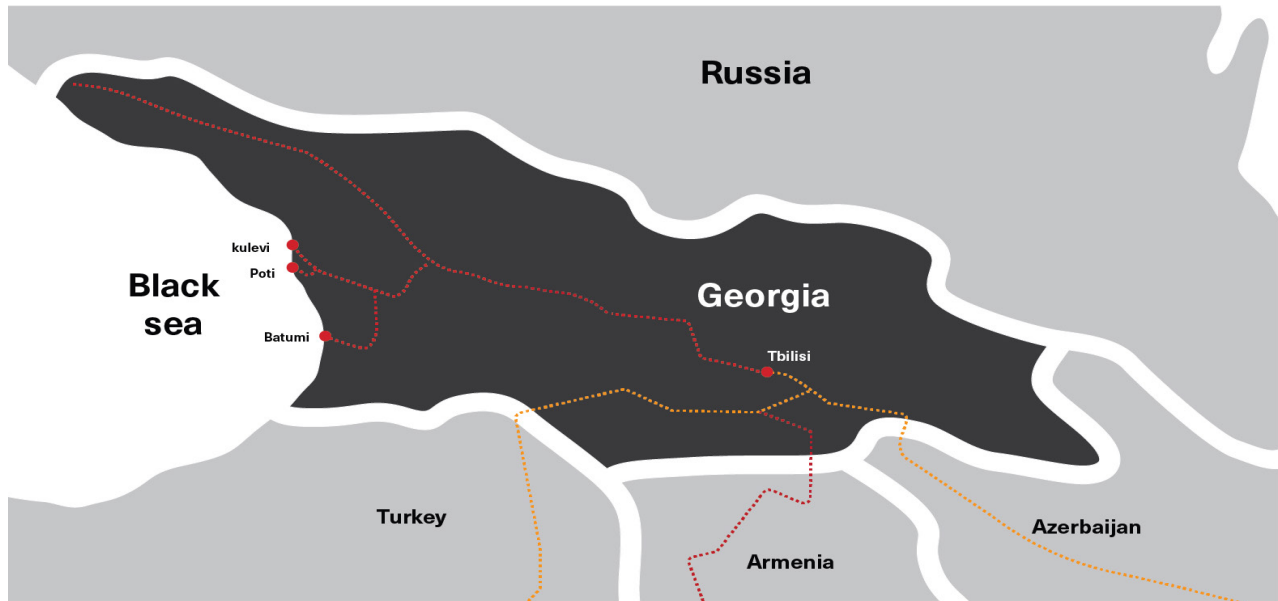 Russia
kulevi
Poti
Black
sea
Georgia
Batumi
Tbilisi
Turkey
Azerbaijan
Armenia